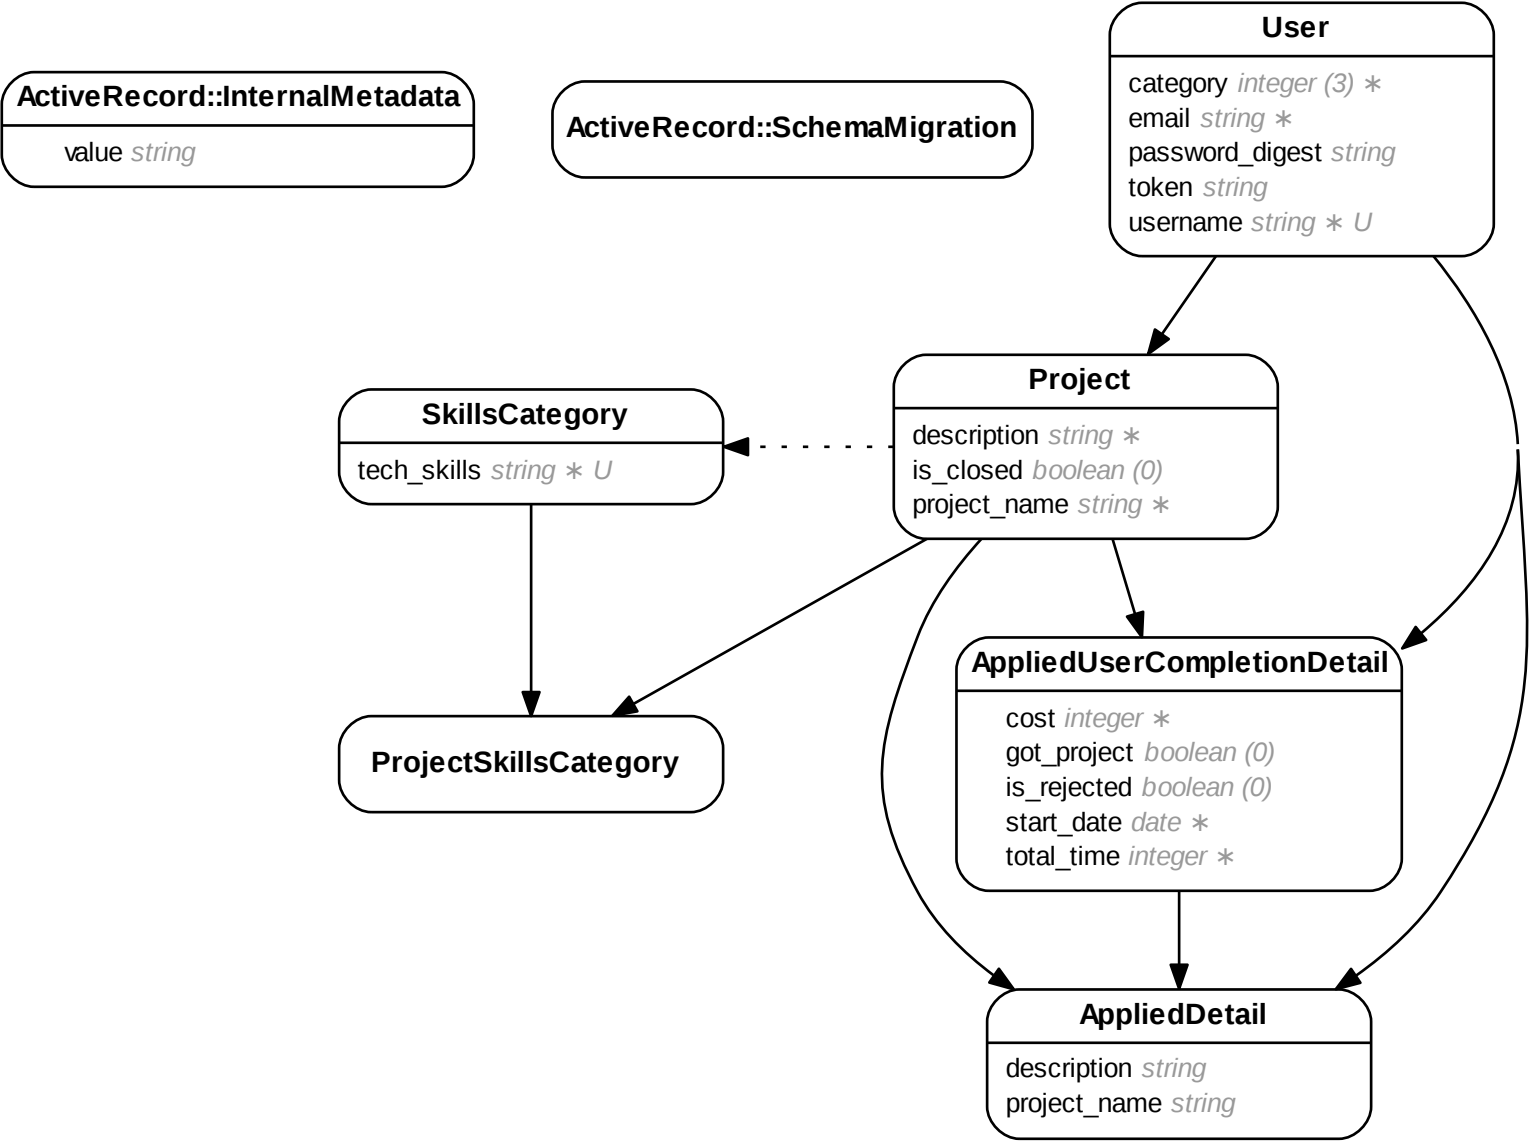 User
category integer (3) ∗
email string ∗
password_digest string
token string
username string ∗ U
ActiveRecord::InternalMetadata
value string
ActiveRecord::SchemaMigration
Project
description string ∗
is_closed boolean (0)
project_name string ∗
SkillsCategory
tech_skills string ∗ U
AppliedUserCompletionDetail
cost integer ∗
got_project boolean (0)
is_rejected boolean (0)
start_date date ∗
total_time integer ∗
ProjectSkillsCategory
AppliedDetail
description string
project_name string